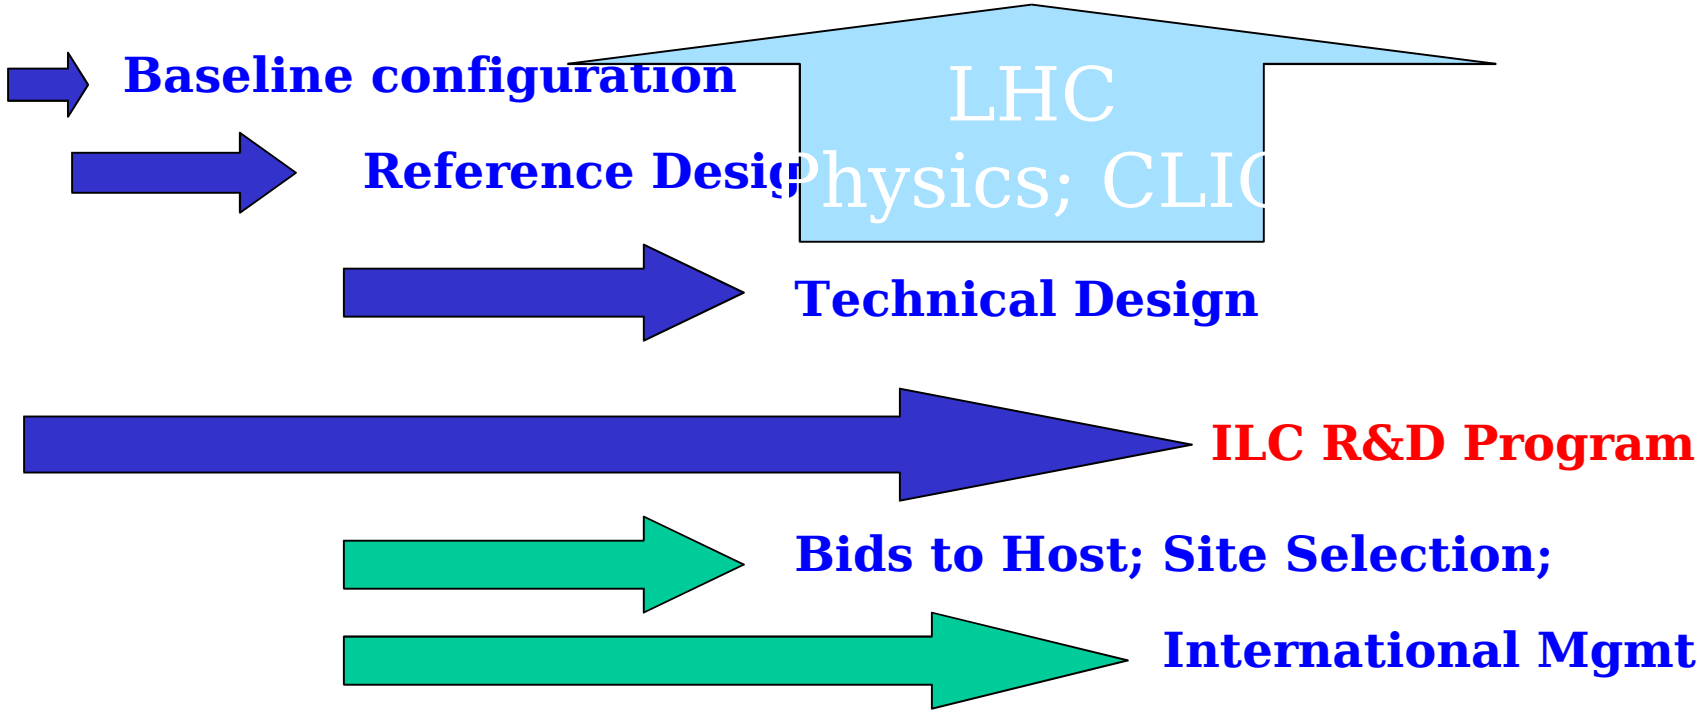 Baseline configuration
LHC
Physics; CLIC
Reference Desig
Technical Design
ILC R&D Program
Bids to Host; Site Selection;
International Mgmt